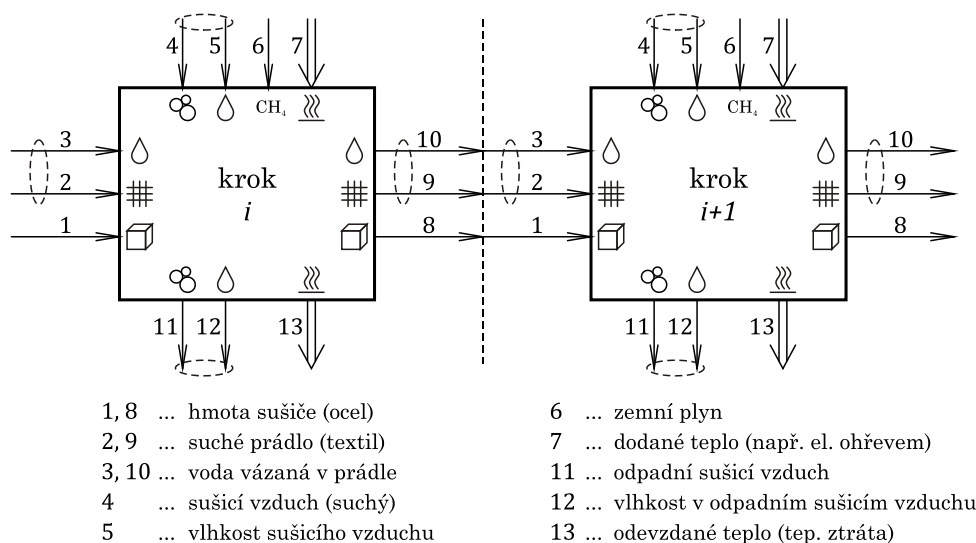 4 5 6 7 4 5 6 7
CH₄ CH₄
3 10 3 10
2 krok 9 2 krok 9
i i+1
1 8 1 8
11 12 13 11 12 13
1, 8 ... hmota sušiče (ocel)
2, 9 ... suché prádlo (textil)
3, 10 ... voda vázaná v prádle
4 ... sušicí vzduch (suchý)
5 ... vlhkost sušicího vzduchu
6 ... zemní plyn
7 ... dodané teplo (např. el. ohřevem)
11 ... odpadní sušicí vzduch
12 ... vlhkost v odpadním sušicím vzduchu
13 ... odevzdané teplo (tep. ztráta)